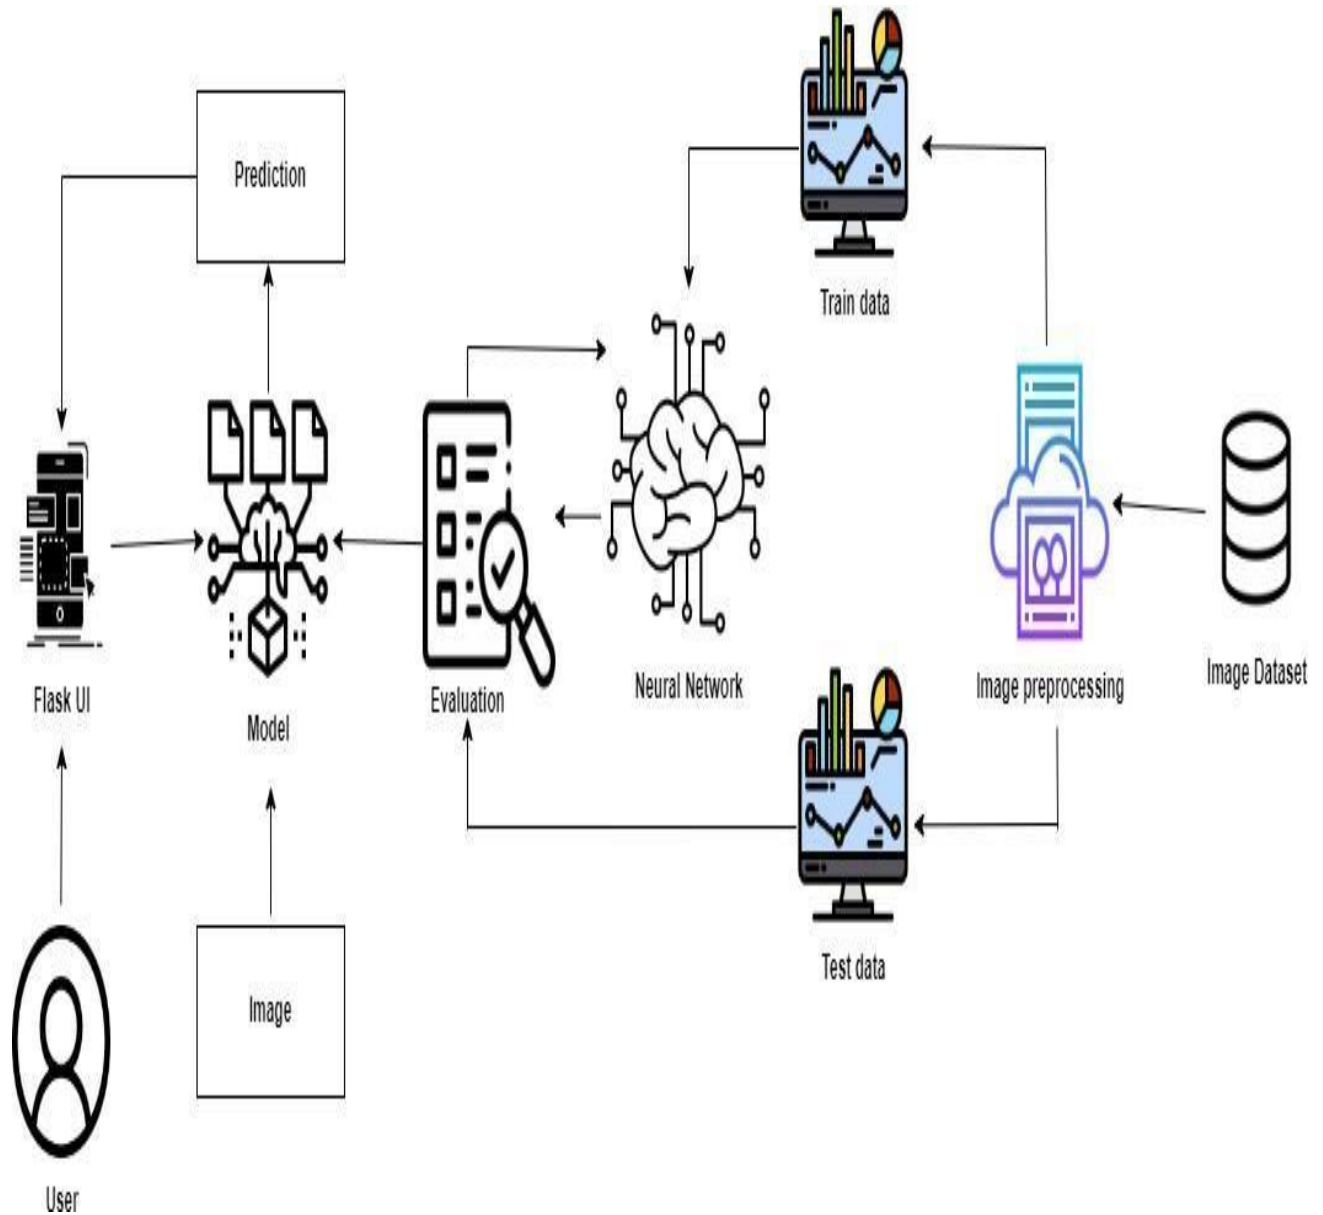 Prediction
Train data
Flask UI
Model
Evaluation
Neural Network
Image preprocessing
Image Dataset
Image
Test data
User